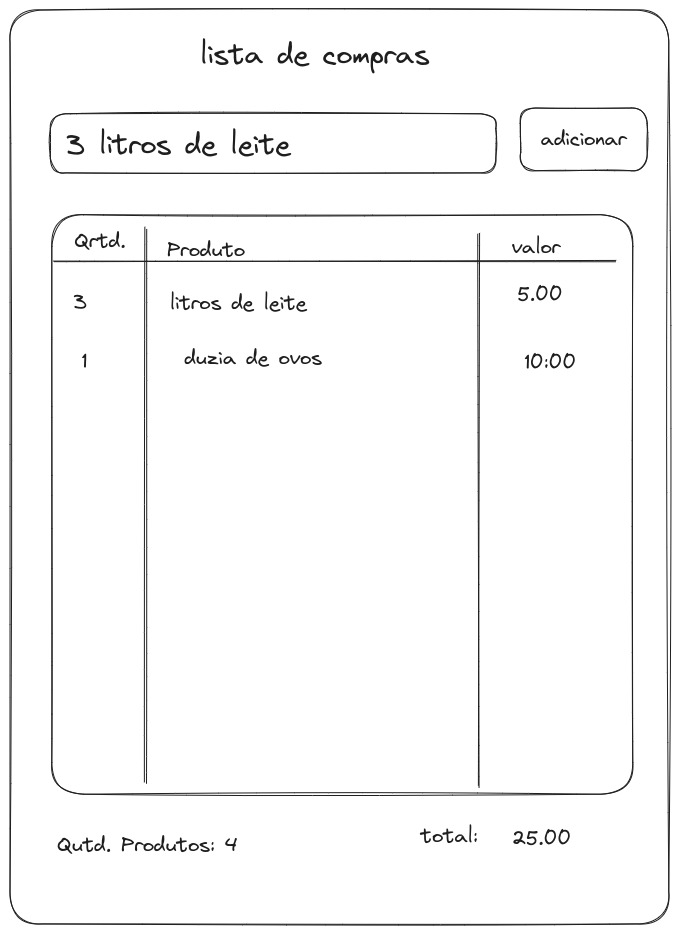 lista de compras
3 litros de leite
adicionar
Qrtd. Produto valor
3 litros de leite 5.00
1 duzia de ovos 10:00
Qutd. Produtos: 4 total: 25.00